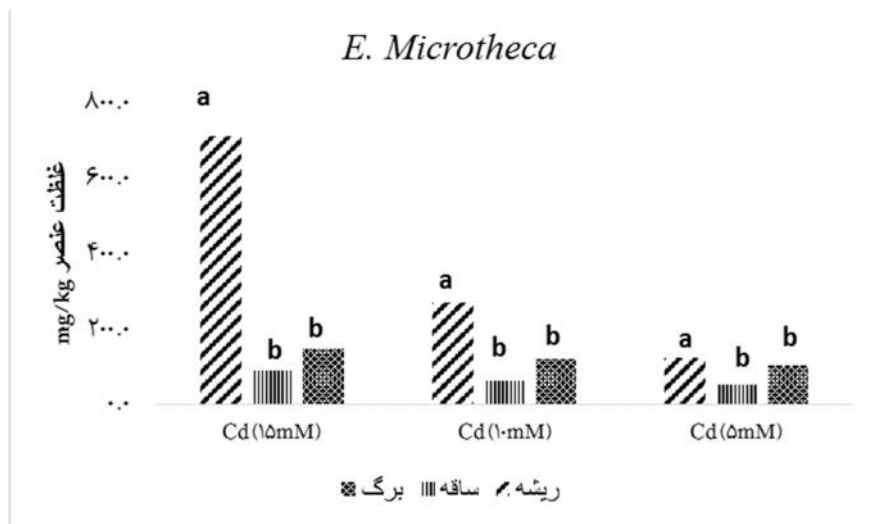 E. Microtheca
غلظت عنصر mg/kg
۸۰۰.۰
۶۰۰.۰
۴۰۰.۰
۲۰۰.۰
۰.۰
a
b
b
a
b
b
a
b
b
Cd(۱۵mM)
Cd(۱۰mM)
Cd(۵mM)
ریشه ساقه برگ